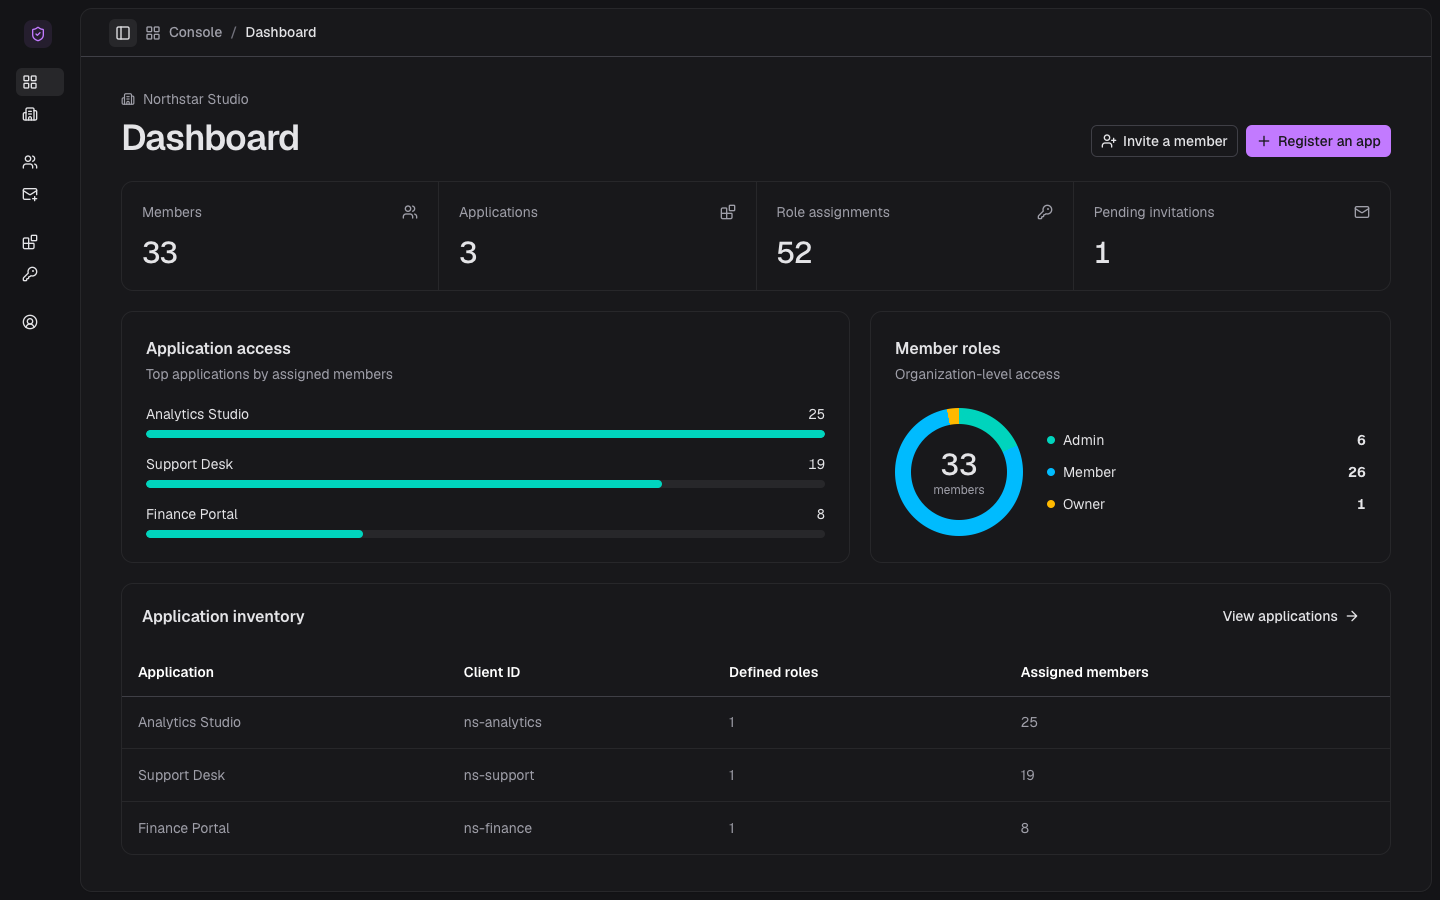 Console / Dashboard
Northstar Studio
Dashboard
Invite a member
Register an app
Members
33
Applications
3
Role assignments
52
Pending invitations
1
Application access
Top applications by assigned members
Analytics Studio 25
Support Desk 19
Finance Portal 8
Member roles
Organization-level access
33
members
Admin 6
Member 26
Owner 1
Application inventory
View applications
Application Client ID Defined roles Assigned members
Analytics Studio ns-analytics 1 25
Support Desk ns-support 1 19
Finance Portal ns-finance 1 8